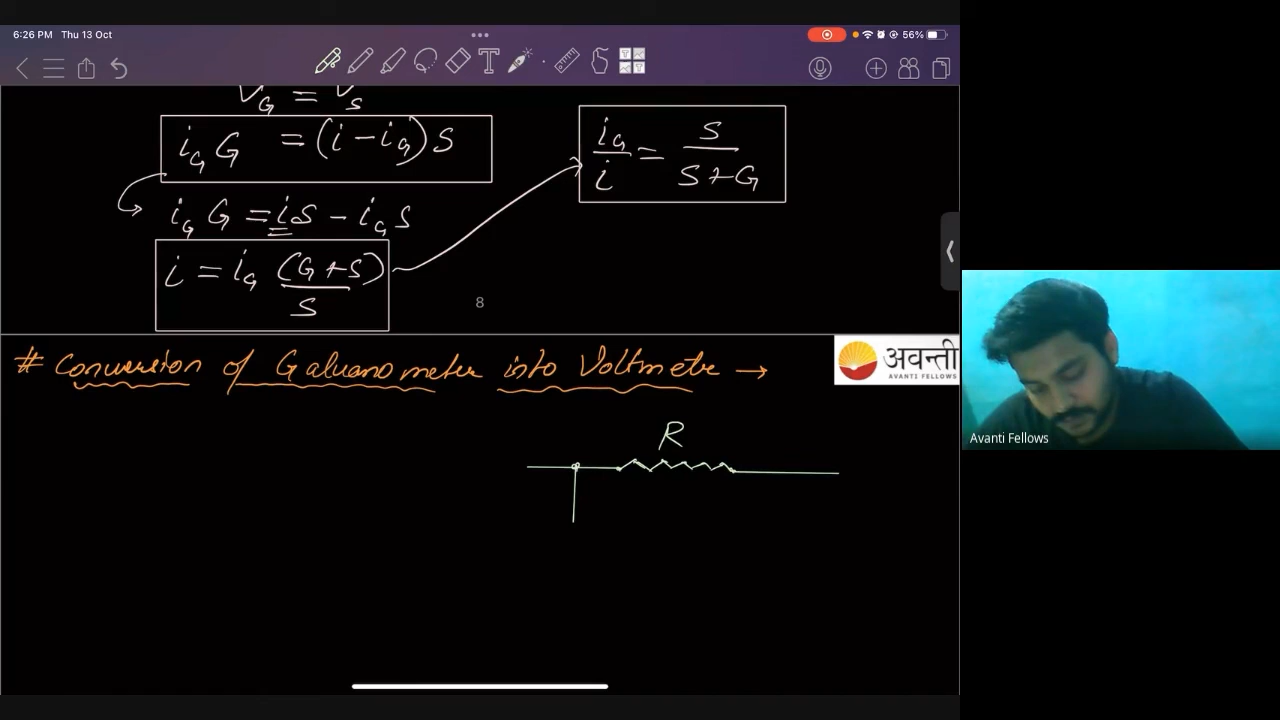 6:26 PM Thu 13 Oct
56%
V_G = V_S
i_G G = (i - i_G) S
i_G / i = S / (S + G)
i_G G = iS - i_G S
i = i_G (G + S) / S
8
# Conversion of Galvanometer into Voltmetr →
अवन्ती
AVANTI FELLOWS
R
Avanti Fellows